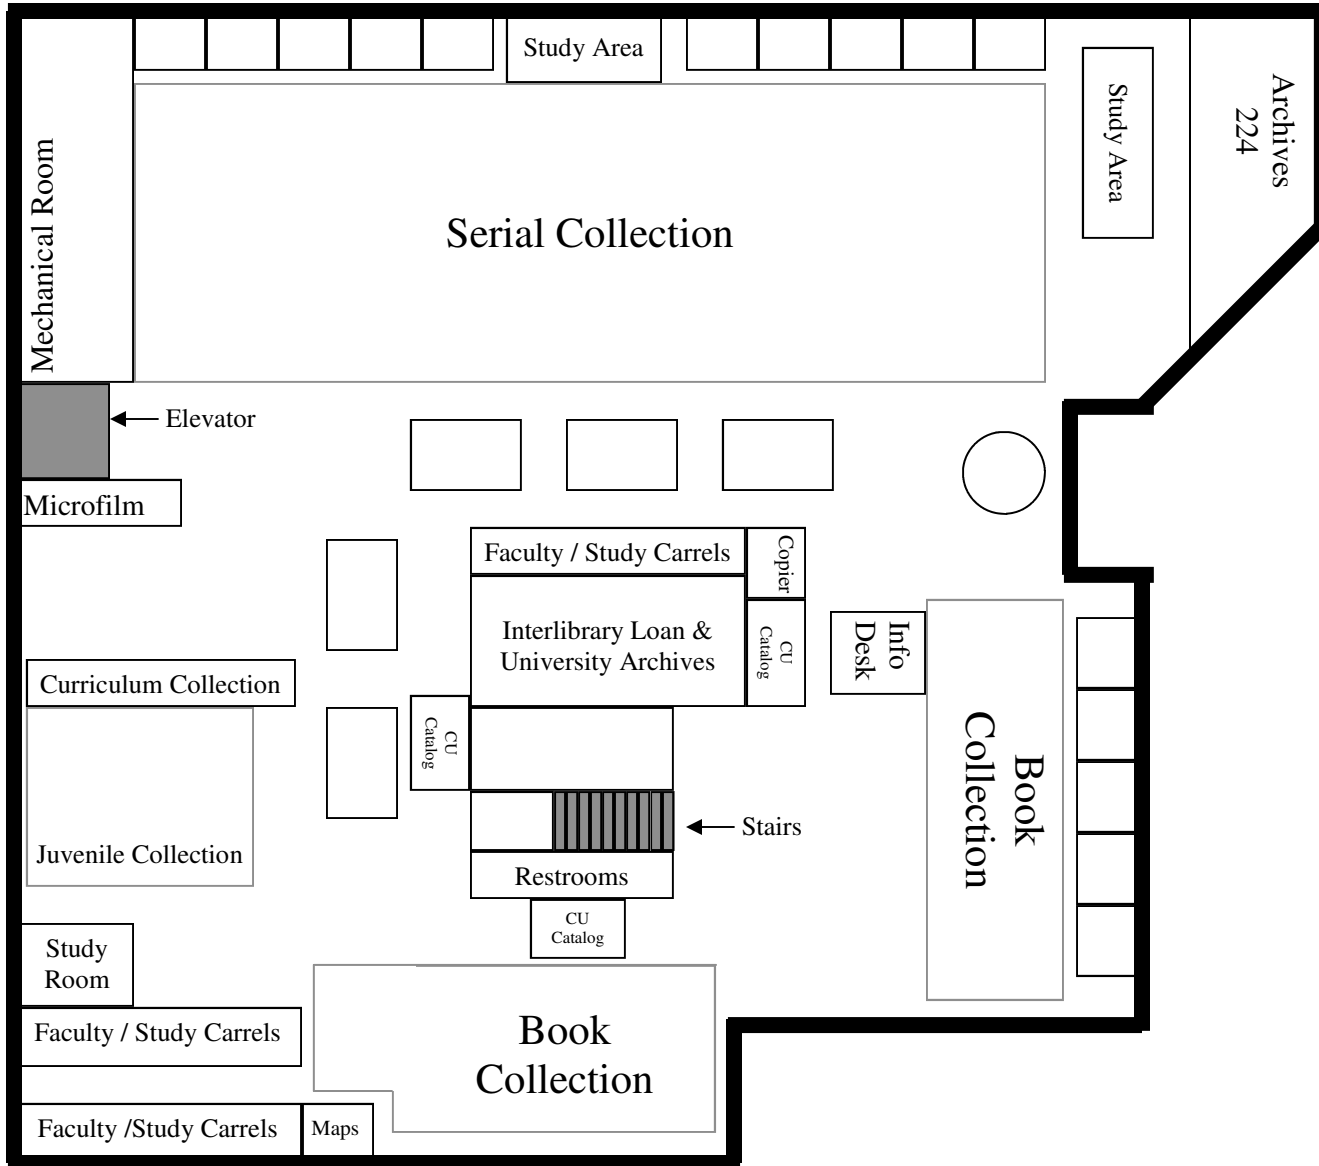 Study Area
Study Area
Archives
224
Mechanical Room
Serial Collection
Elevator
Microfilm
Faculty / Study Carrels
Copier
Interlibrary Loan &
University Archives
CU
Catalog
Info
Desk
Curriculum Collection
CU
Catalog
Book
Collection
Stairs
Juvenile Collection
Restrooms
CU
Catalog
Study
Room
Faculty / Study Carrels
Book
Collection
Faculty /Study Carrels
Maps